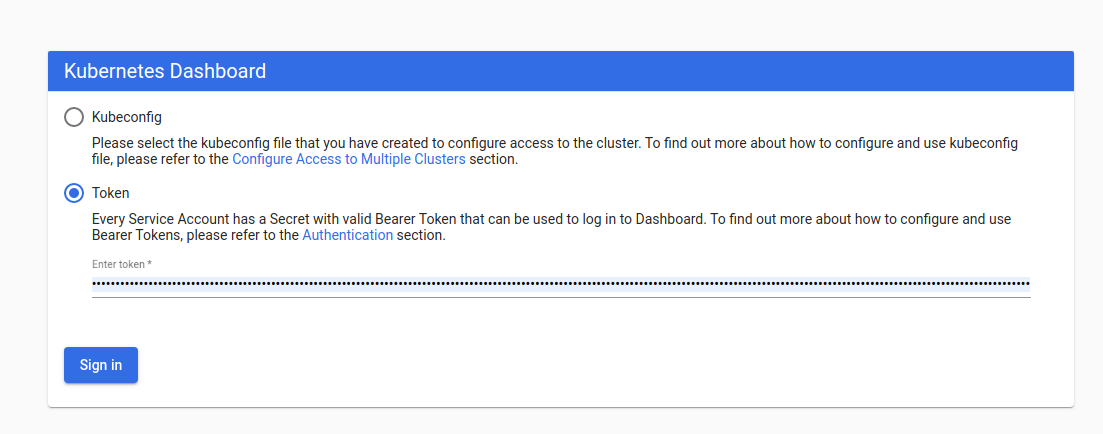 Kubernetes Dashboard
Kubeconfig
Please select the kubeconfig file that you have created to configure access to the cluster. To find out more about how to configure and use kubeconfig
file, please refer to the Configure Access to Multiple Clusters section.
Token
Every Service Account has a Secret with valid Bearer Token that can be used to log in to Dashboard. To find out more about how to configure and use
Bearer Tokens, please refer to the Authentication section.
Enter token *
Sign in